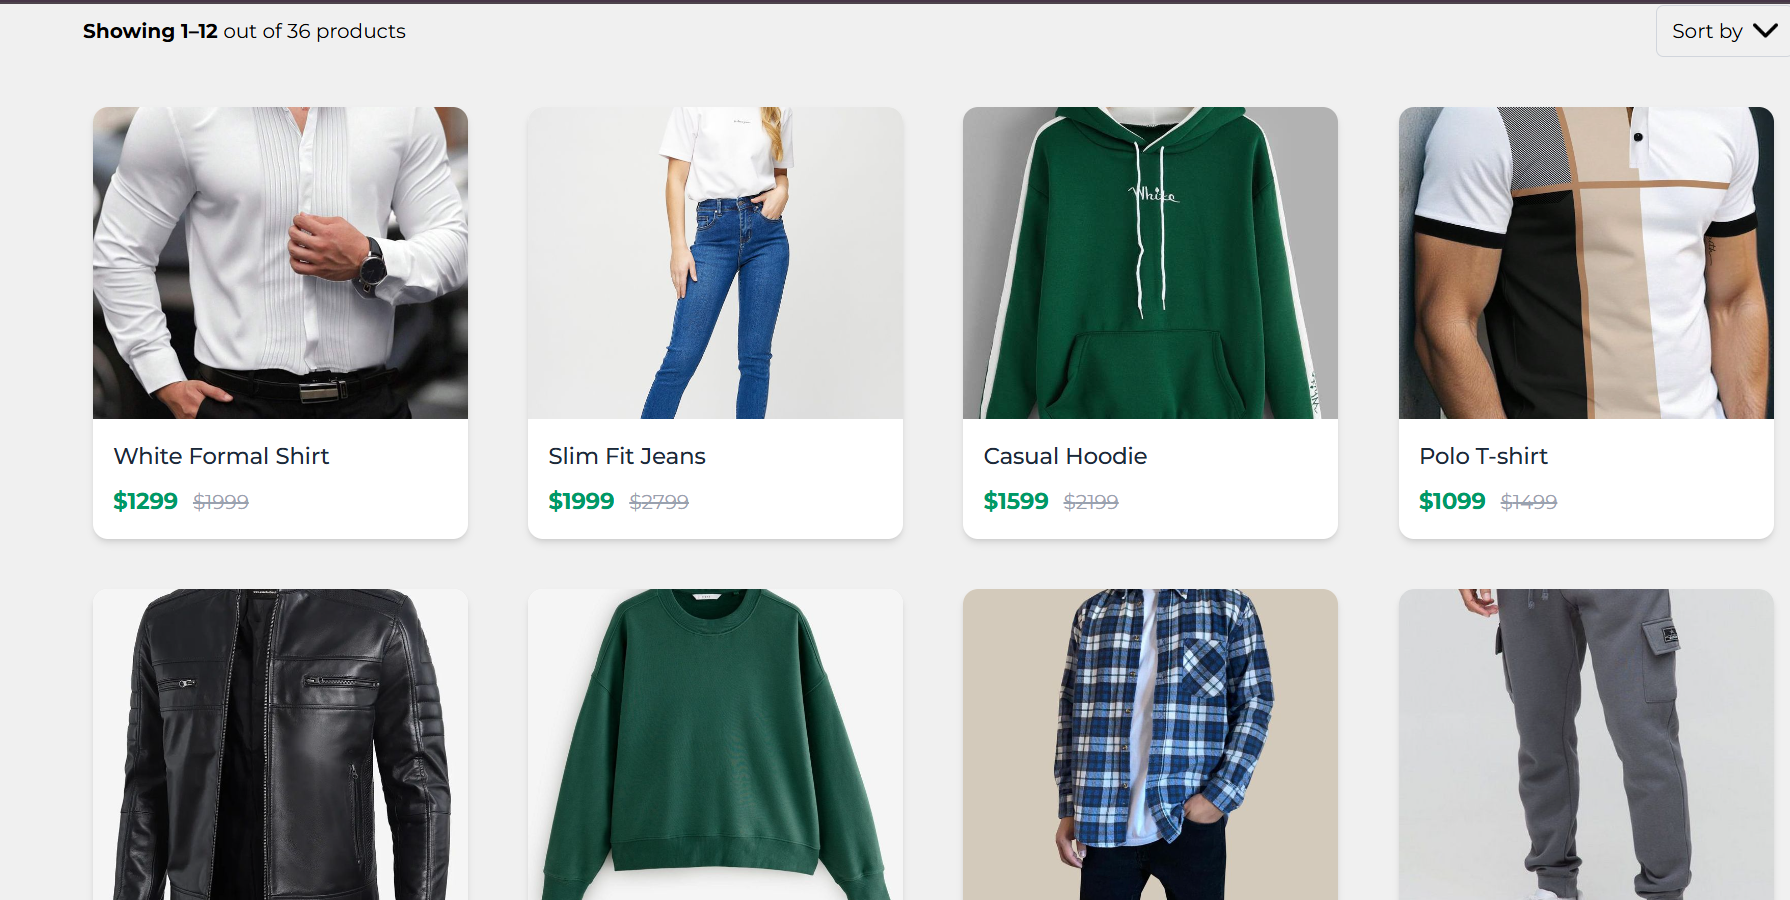 Showing 1–12 out of 36 products
Sort by
White
White Formal Shirt
$1299 $1999
Slim Fit Jeans
$1999 $2799
Casual Hoodie
$1599 $2199
Polo T-shirt
$1099 $1499